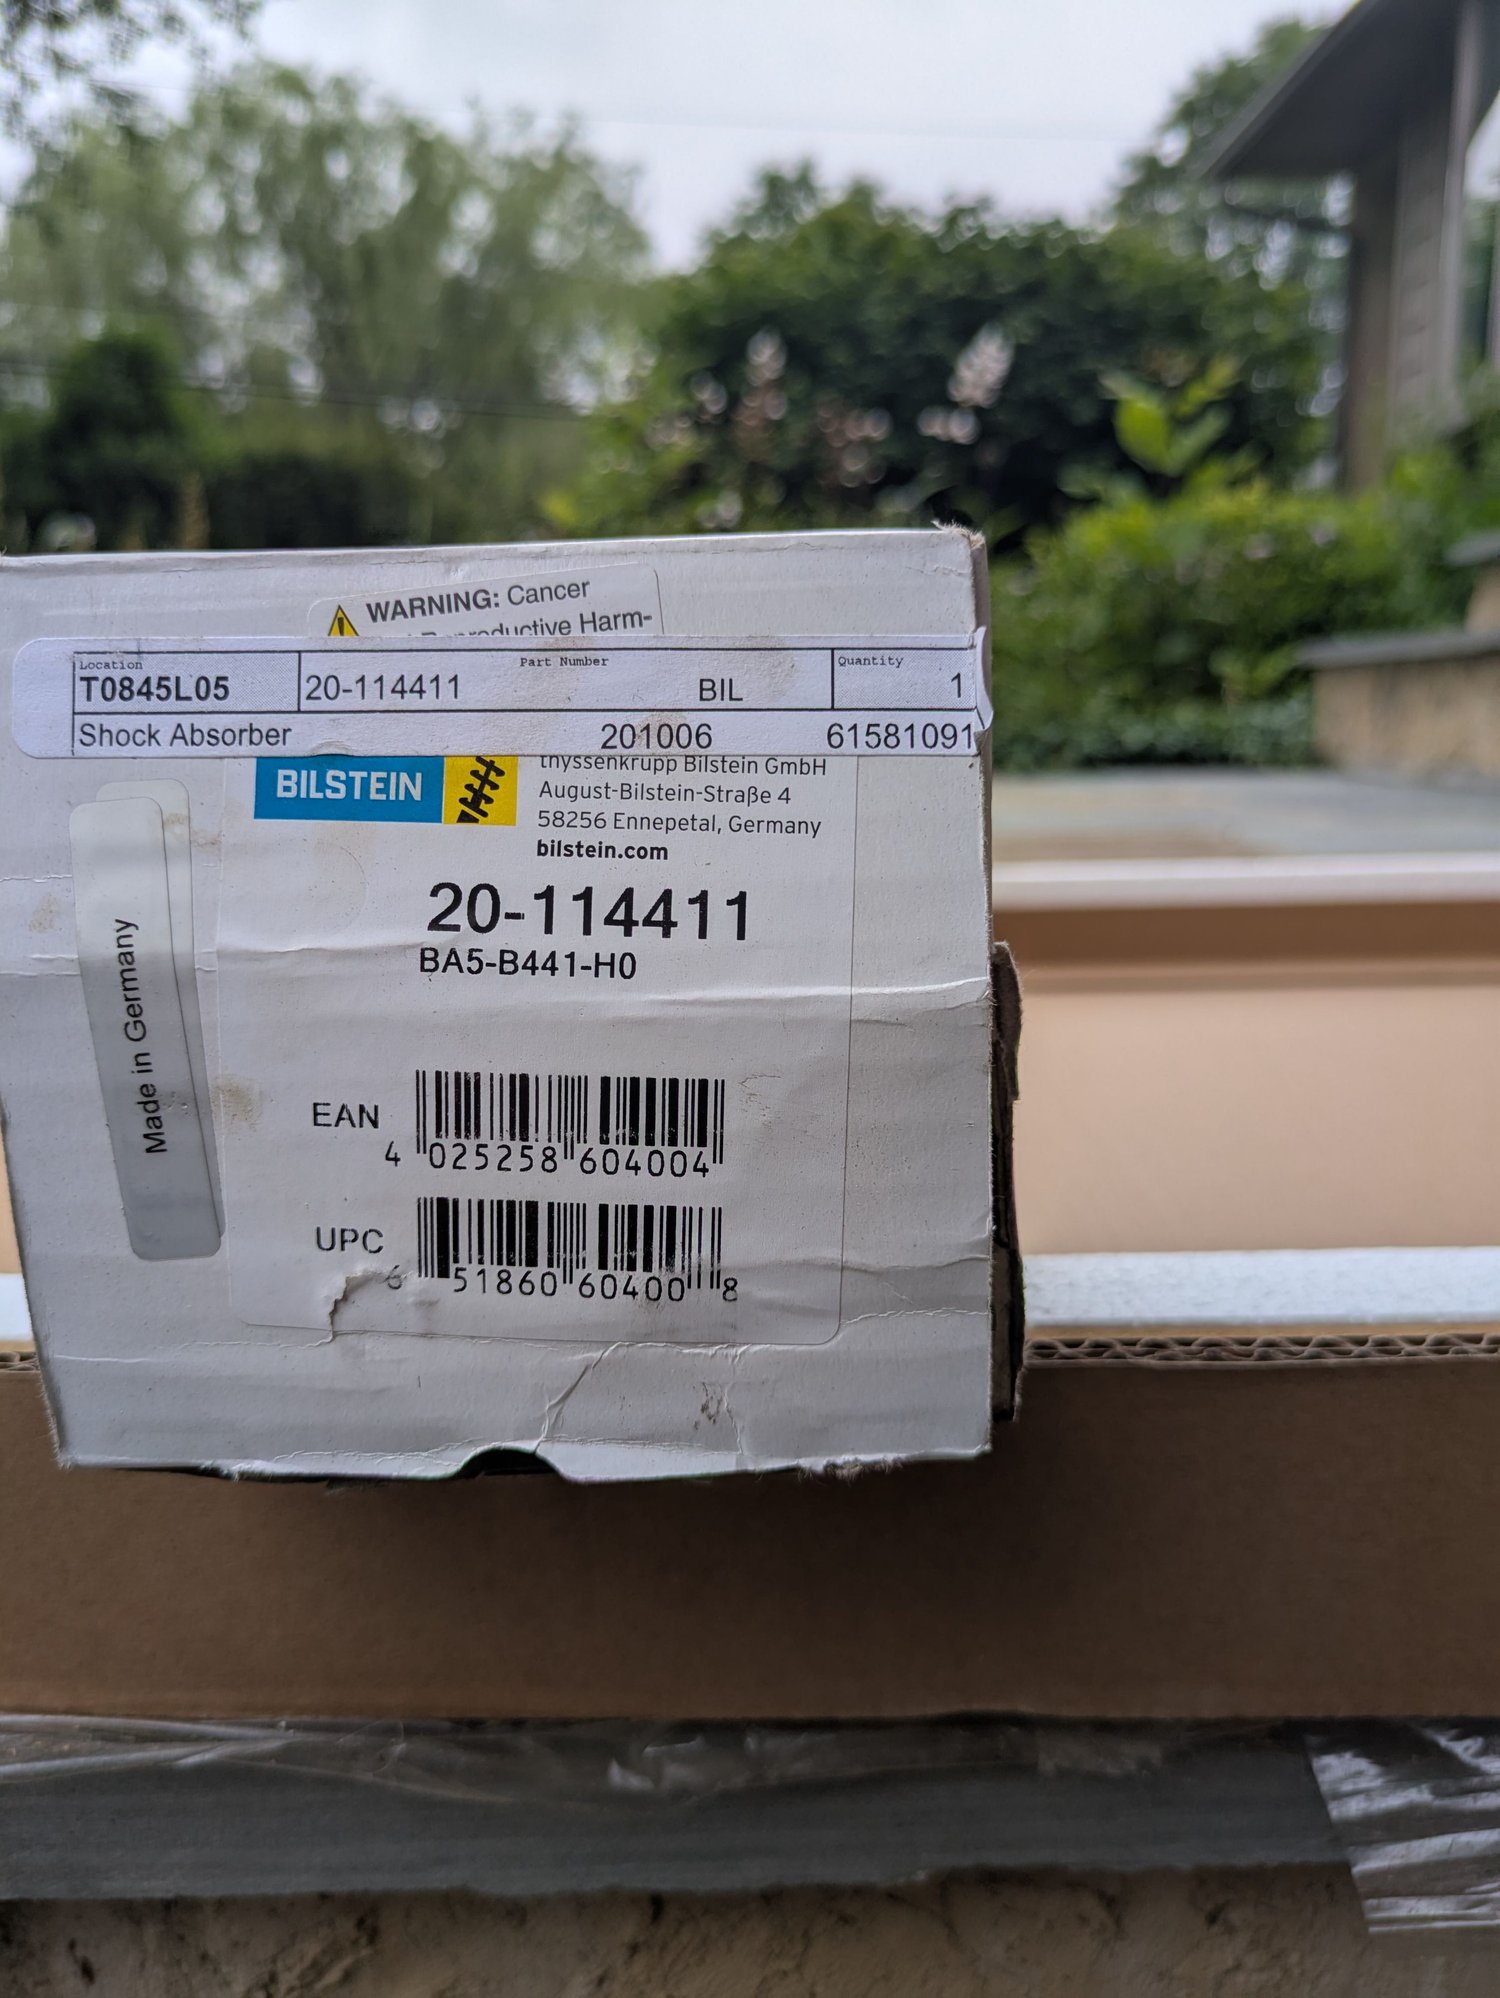 WARNING: Cancer
Reproductive Harm-
Location Part Number Quantity
T0845L05 20-114411 BIL 1
Shock Absorber 201006 61581091
BILSTEIN
thyssenkrupp Bilstein GmbH
August-Bilstein-Straße 4
58256 Ennepetal, Germany
bilstein.com
20-114411
BA5-B441-H0
Made in Germany
EAN
4 025258 604004
UPC
6 51860 60400 8